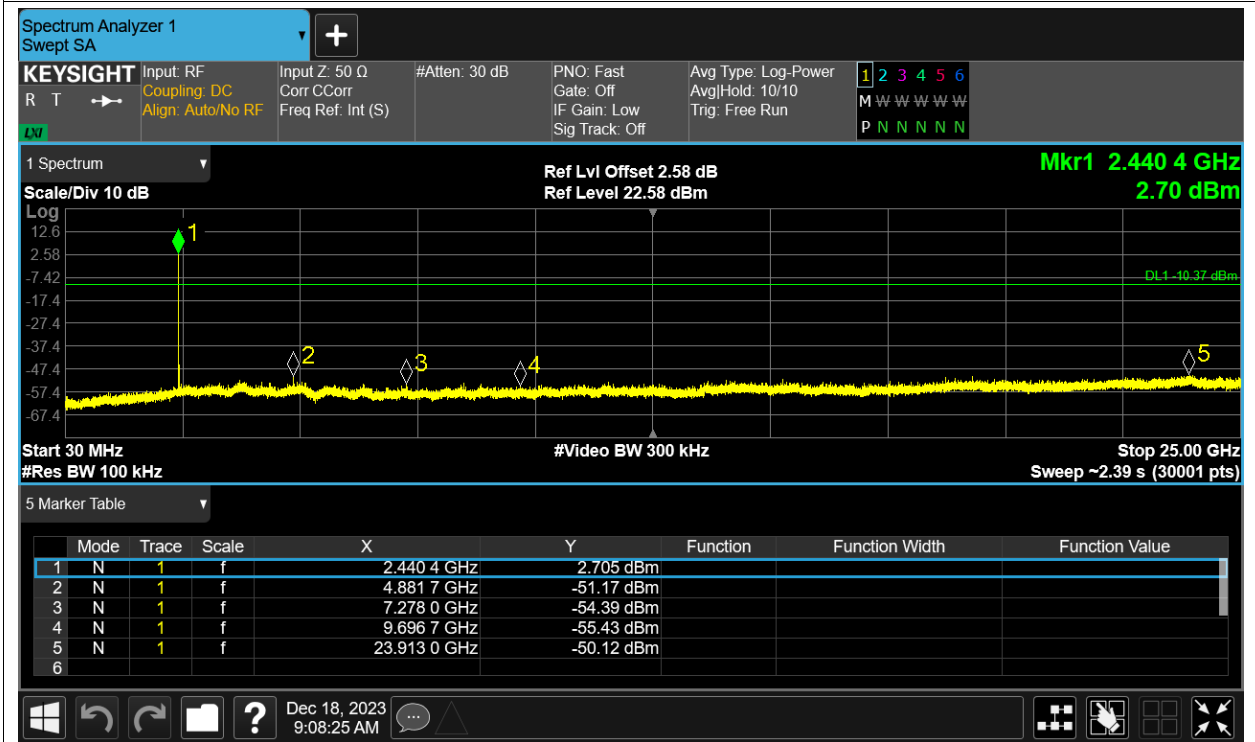 Spectrum Analyzer 1
Swept SA
KEYSIGHT
R T
LXI
Input: RF
Coupling: DC
Align: Auto/No RF
Input Z: 50 Ω
Corr CCorr
Freq Ref: Int (S)
#Atten: 30 dB
PNO: Fast
Gate: Off
IF Gain: Low
Sig Track: Off
Avg Type: Log-Power
Avg|Hold: 10/10
Trig: Free Run
1 2 3 4 5 6
M W W W W W
P N N N N N
1 Spectrum
Scale/Div 10 dB
Ref Lvl Offset 2.58 dB
Ref Level 22.58 dBm
Mkr1 2.440 4 GHz
2.70 dBm
Log
12.6
2.58
-7.42
-17.4
-27.4
-37.4
-47.4
-57.4
-67.4
1
2
3
4
5
DL1 -10.37 dBm
Start 30 MHz
#Res BW 100 kHz
#Video BW 300 kHz
Stop 25.00 GHz
Sweep ~2.39 s (30001 pts)
5 Marker Table
Mode Trace Scale X Y Function Function Width Function Value
1 N 1 f 2.440 4 GHz 2.705 dBm
2 N 1 f 4.881 7 GHz -51.17 dBm
3 N 1 f 7.278 0 GHz -54.39 dBm
4 N 1 f 9.696 7 GHz -55.43 dBm
5 N 1 f 23.913 0 GHz -50.12 dBm
6
?
Dec 18, 2023
9:08:25 AM